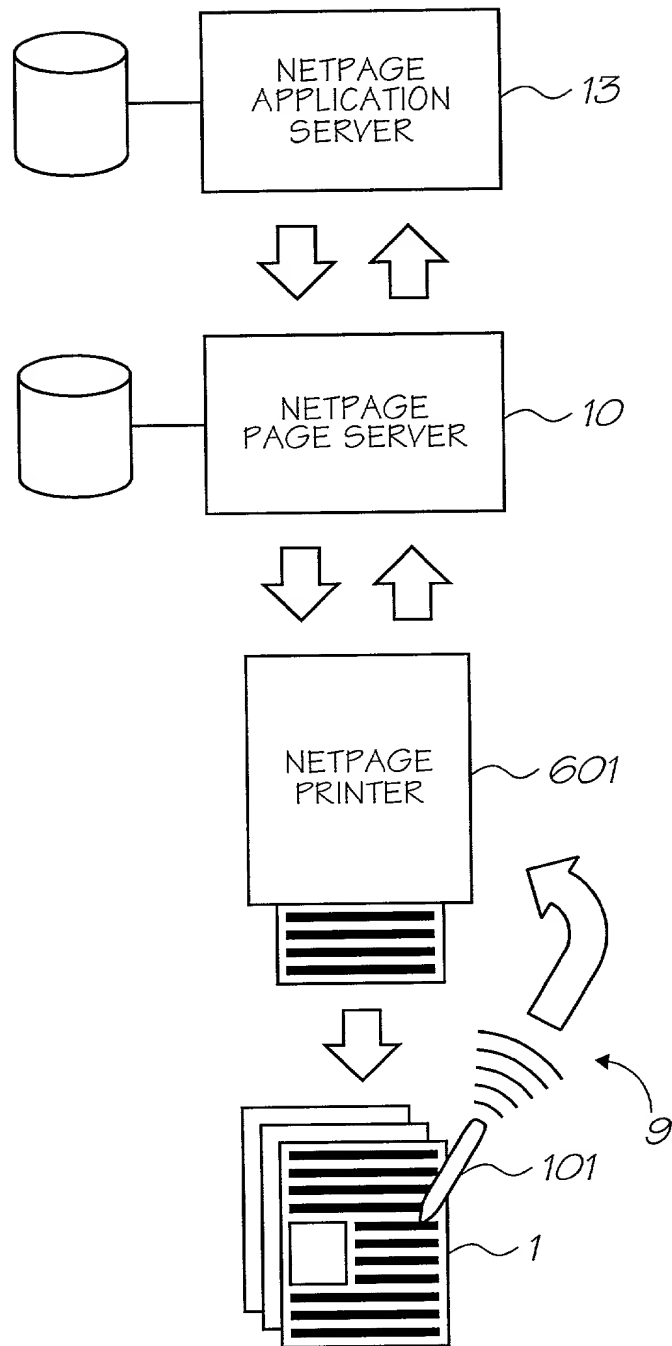 NETPAGE
APPLICATION
SERVER
13
NETPAGE
PAGE SERVER
10
NETPAGE
PRINTER
601
9
101
1